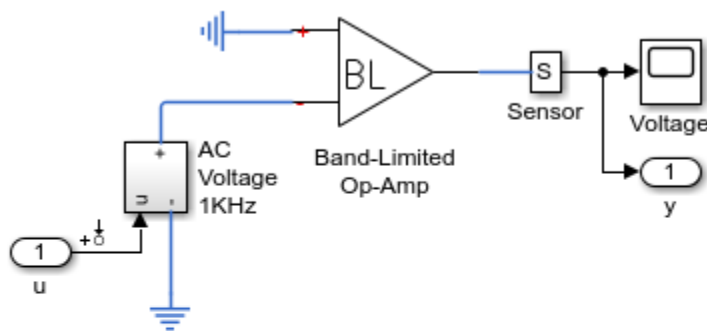 +
BL
-
S
Sensor
Voltage
Band-Limited
Op-Amp
1
y
AC
Voltage
1KHz
+
u
-
+
1
u